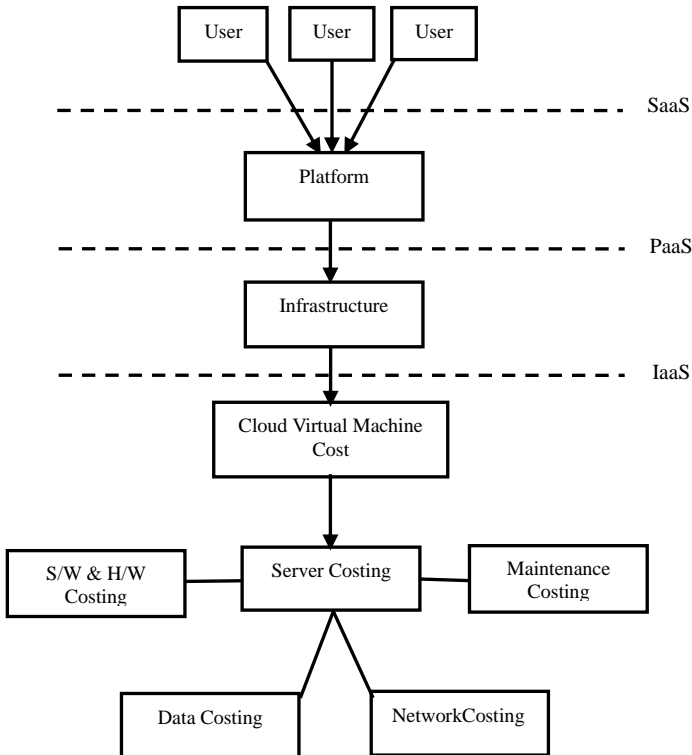 User
User
User
SaaS
Platform
PaaS
Infrastructure
IaaS
Cloud Virtual Machine
Cost
S/W & H/W
Costing
Server Costing
Maintenance
Costing
Data Costing
NetworkCosting